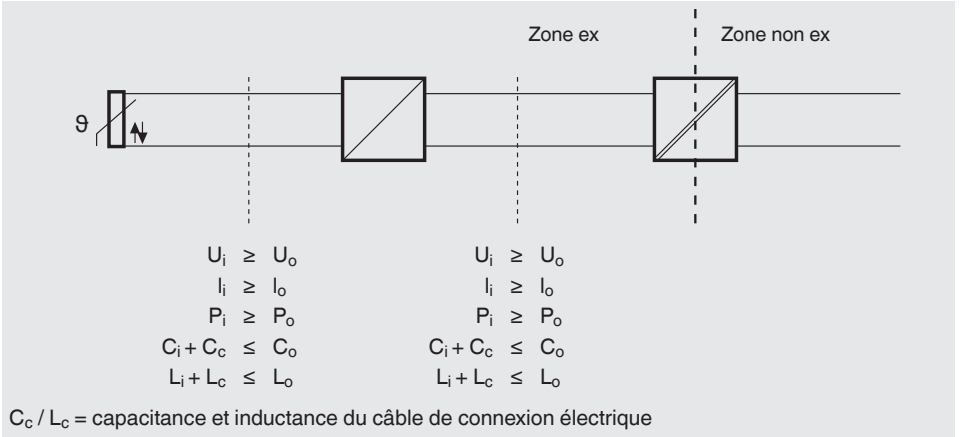 Zone ex Zone non ex
ϑ
Uᵢ ≥ Uₒ Uᵢ ≥ Uₒ
Iᵢ ≥ Iₒ Iᵢ ≥ Iₒ
Pᵢ ≥ Pₒ Pᵢ ≥ Pₒ
Cᵢ + C꜀ ≤ Cₒ Cᵢ + C꜀ ≤ Cₒ
Lᵢ + L꜀ ≤ Lₒ Lᵢ + L꜀ ≤ Lₒ
C꜀ / L꜀ = capacitance et inductance du câble de connexion électrique